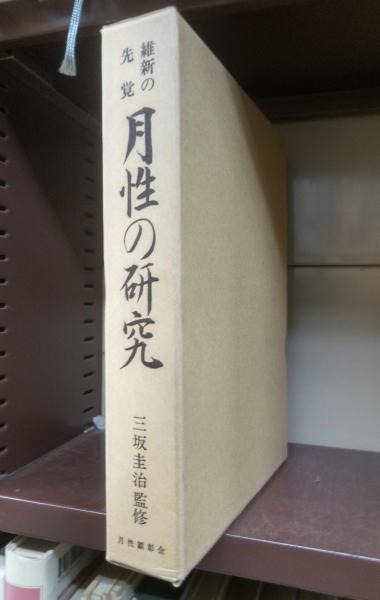 維新の
先覚
月性の研究
三坂圭治監修
月性顕彰会